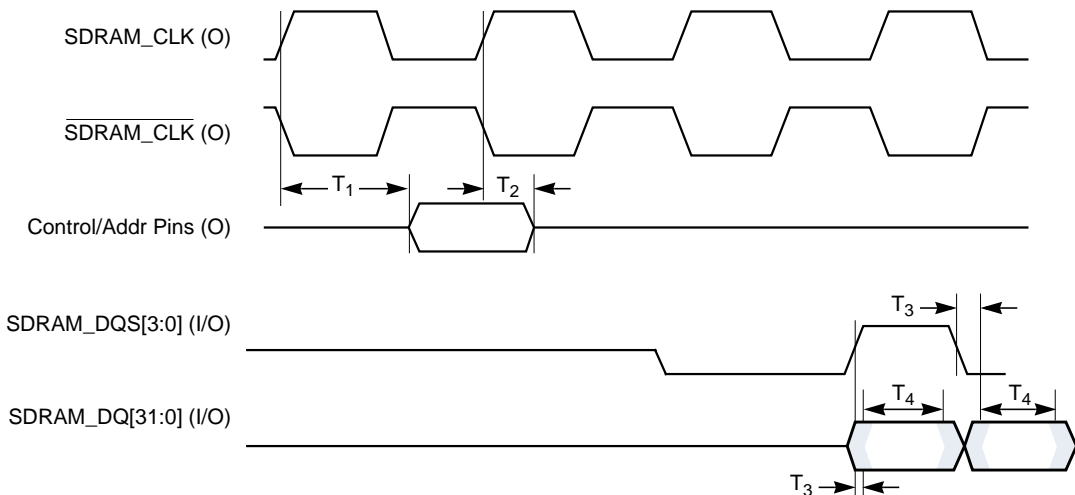 SDRAM_CLK (O)
SDRAM_CLK (O)
T1
T2
Control/Addr Pins (O)
T3
SDRAM_DQS[3:0] (I/O)
T4
T4
SDRAM_DQ[31:0] (I/O)
T3